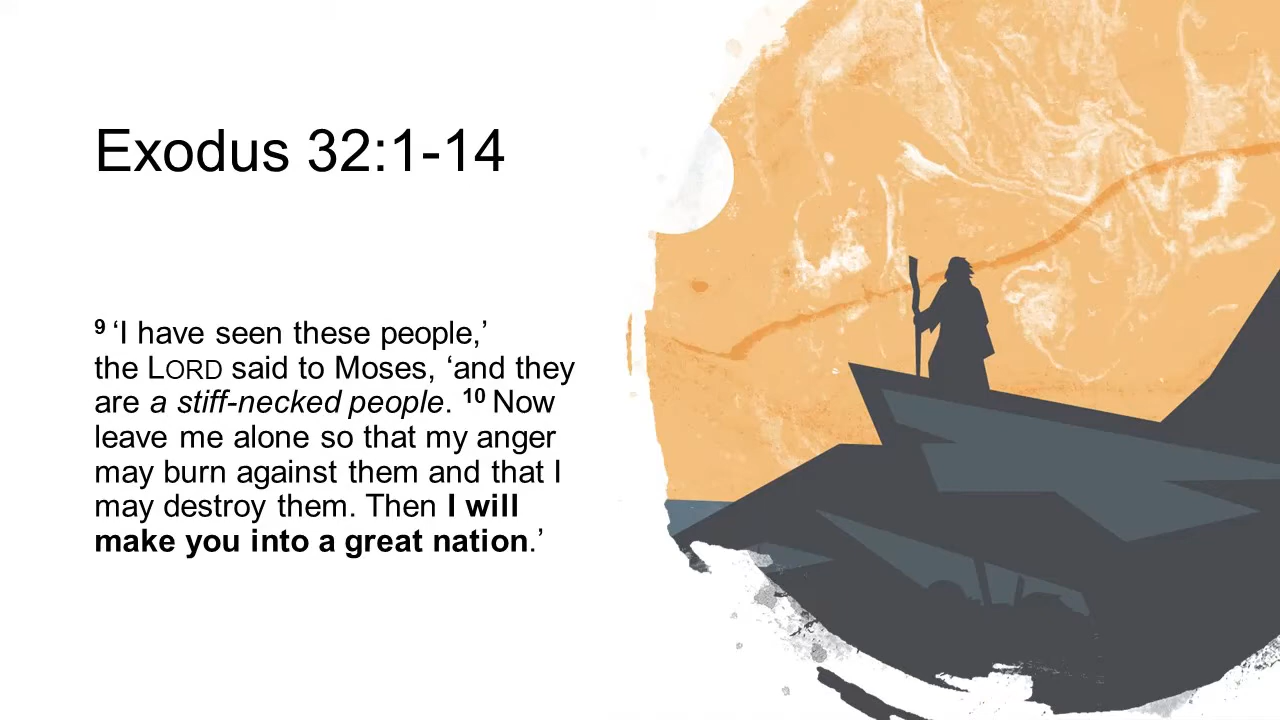 Exodus 32:1-14
9 ‘I have seen these people,’
the LORD said to Moses, ‘and they
are a stiff-necked people. 10 Now
leave me alone so that my anger
may burn against them and that I
may destroy them. Then I will
make you into a great nation.’